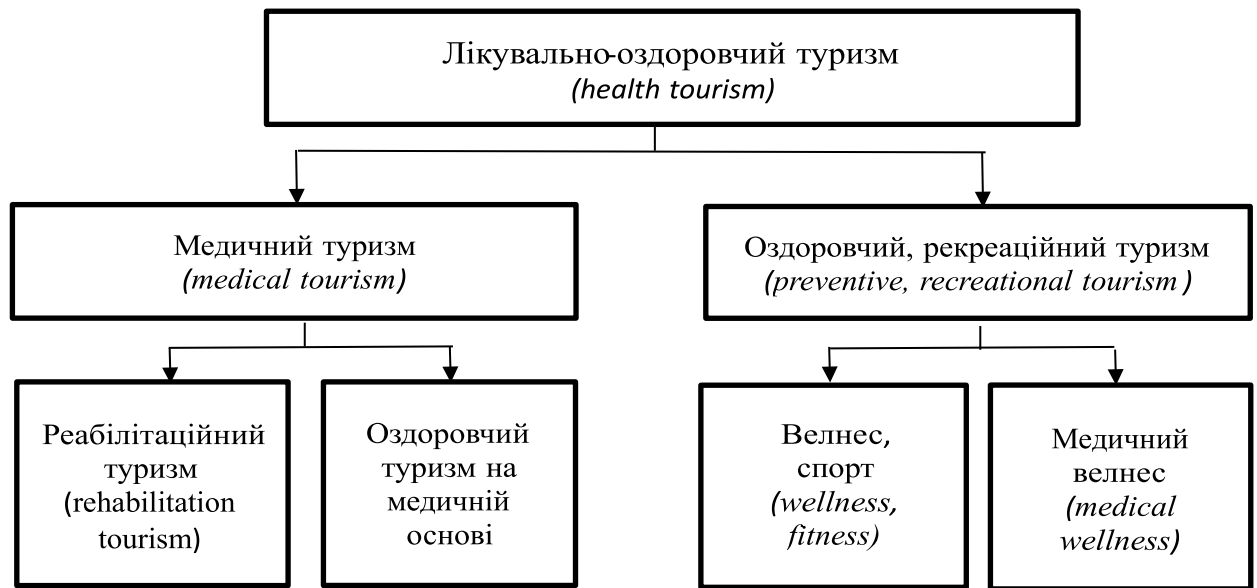 Лікувально-оздоровчий туризм
(health tourism)
Медичний туризм
(medical tourism)
Оздоровчий, рекреаційний туризм
(preventive, recreational tourism)
Реабілітаційний
туризм
(rehabilitation
tourism)
Оздоровчий
туризм на
медичній
основі
Велнес,
спорт
(wellness,
fitness)
Медичний
велнес
(medical
wellness)